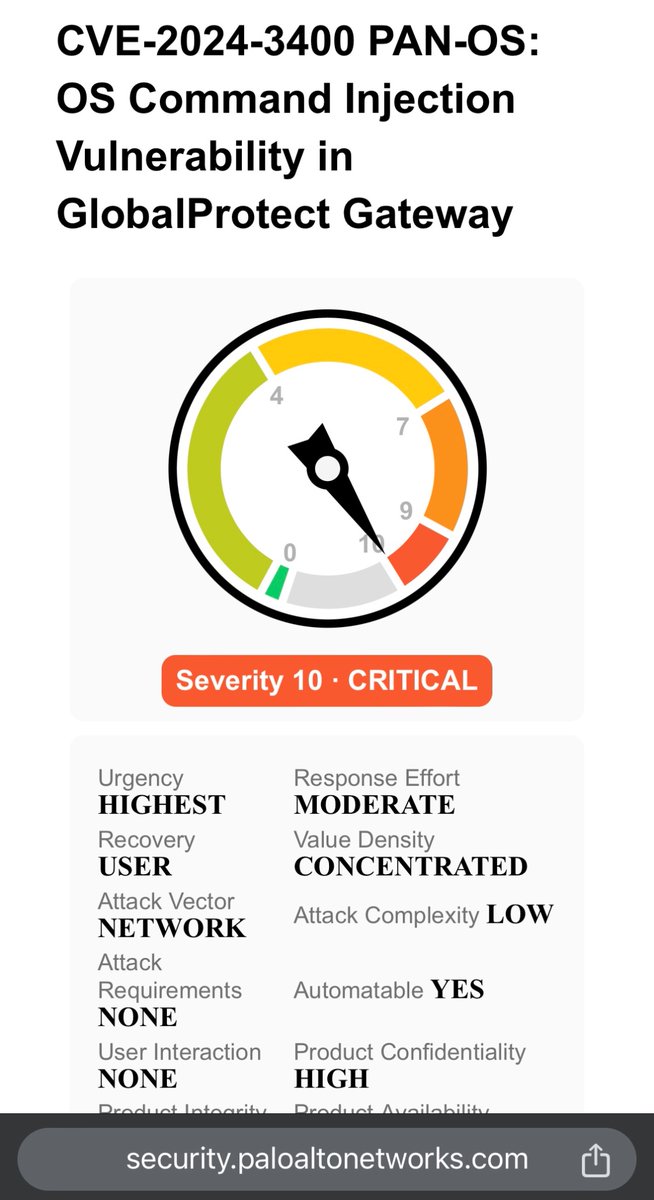 CVE-2024-3400 PAN-OS:
OS Command Injection
Vulnerability in
GlobalProtect Gateway
4
7
9
0
10
Severity 10 · CRITICAL
Urgency
HIGHEST
Response Effort
MODERATE
Recovery
USER
Value Density
CONCENTRATED
Attack Vector
NETWORK
Attack Complexity LOW
Attack
Requirements
NONE
Automatable YES
User Interaction
NONE
Product Confidentiality
HIGH
Product Integrity
Product Availability
security.paloaltonetworks.com